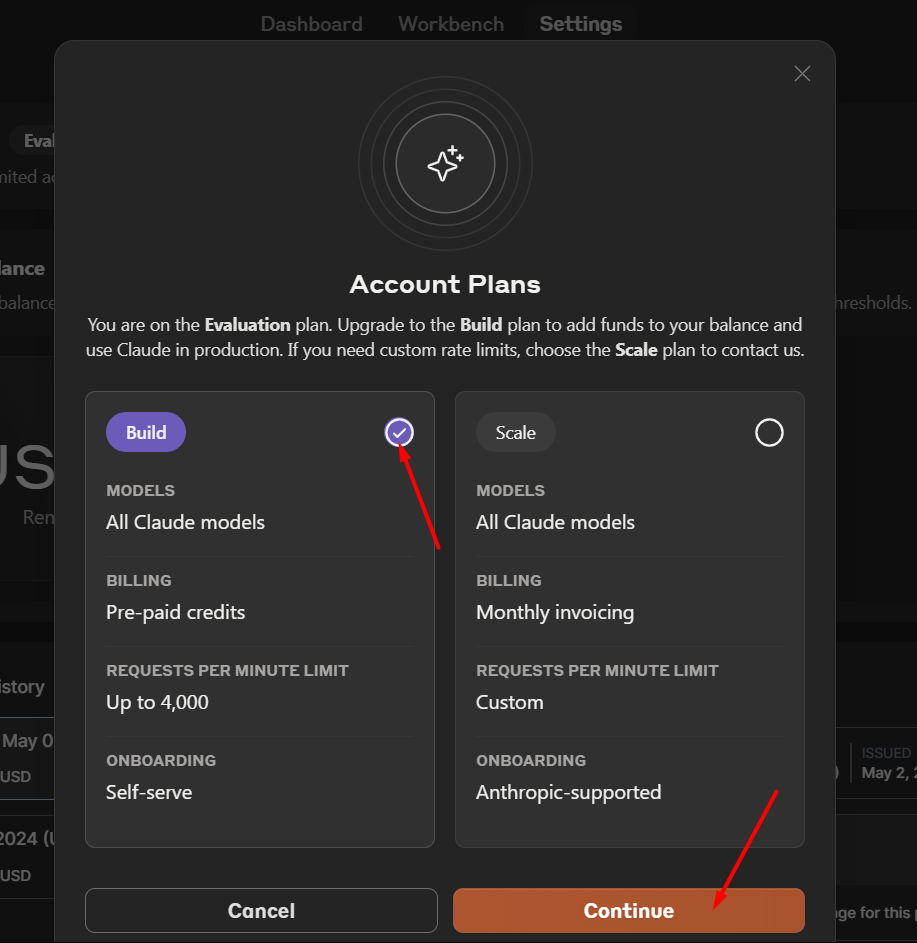 Dashboard Workbench Settings
Account Plans
You are on the Evaluation plan. Upgrade to the Build plan to add funds to your balance and
use Claude in production. If you need custom rate limits, choose the Scale plan to contact us.
Build
MODELS
All Claude models
BILLING
Pre-paid credits
REQUESTS PER MINUTE LIMIT
Up to 4,000
ONBOARDING
Self-serve
Scale
MODELS
All Claude models
BILLING
Monthly invoicing
REQUESTS PER MINUTE LIMIT
Custom
ONBOARDING
Anthropic-supported
Cancel
Continue
Eval
mited ac
lance
balance
hresholds.
US
Rem
istory
May 0
USD
ISSUED
May 2, 2
2024 (U
USD
ge for this p